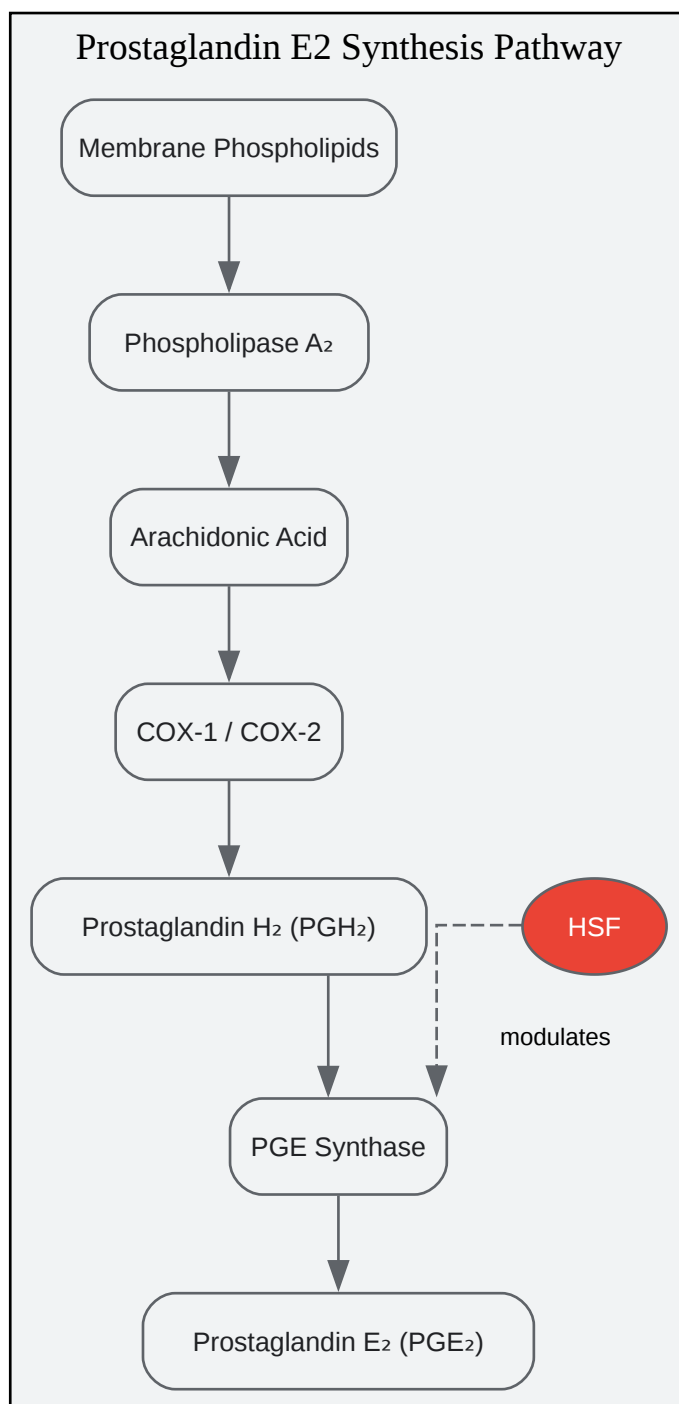 Prostaglandin E2 Synthesis Pathway
Membrane Phospholipids
Phospholipase A₂
Arachidonic Acid
COX-1 / COX-2
Prostaglandin H₂ (PGH₂)
HSF
modulates
PGE Synthase
Prostaglandin E₂ (PGE₂)